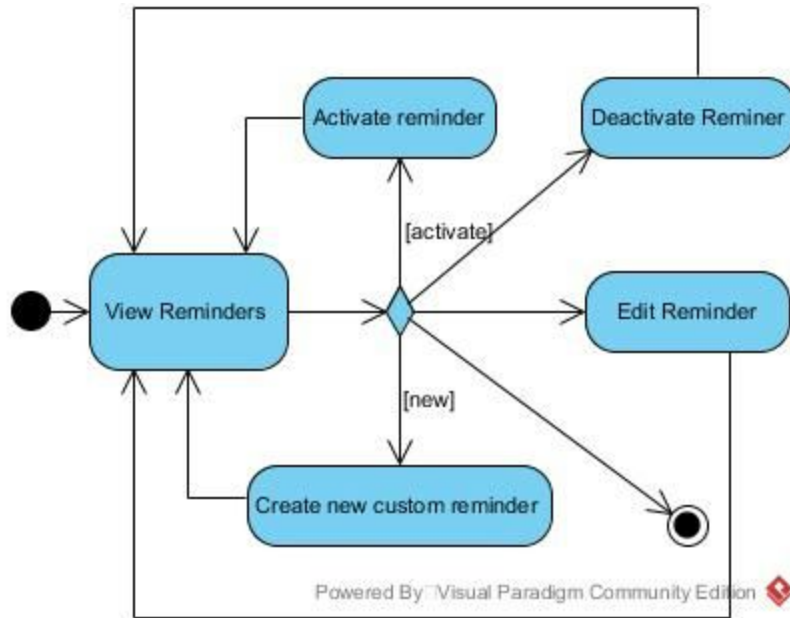 Activate reminder
Deactivate Reminer
[activate]
View Reminders
Edit Reminder
[new]
Create new custom reminder
Powered By Visual Paradigm Community Edition